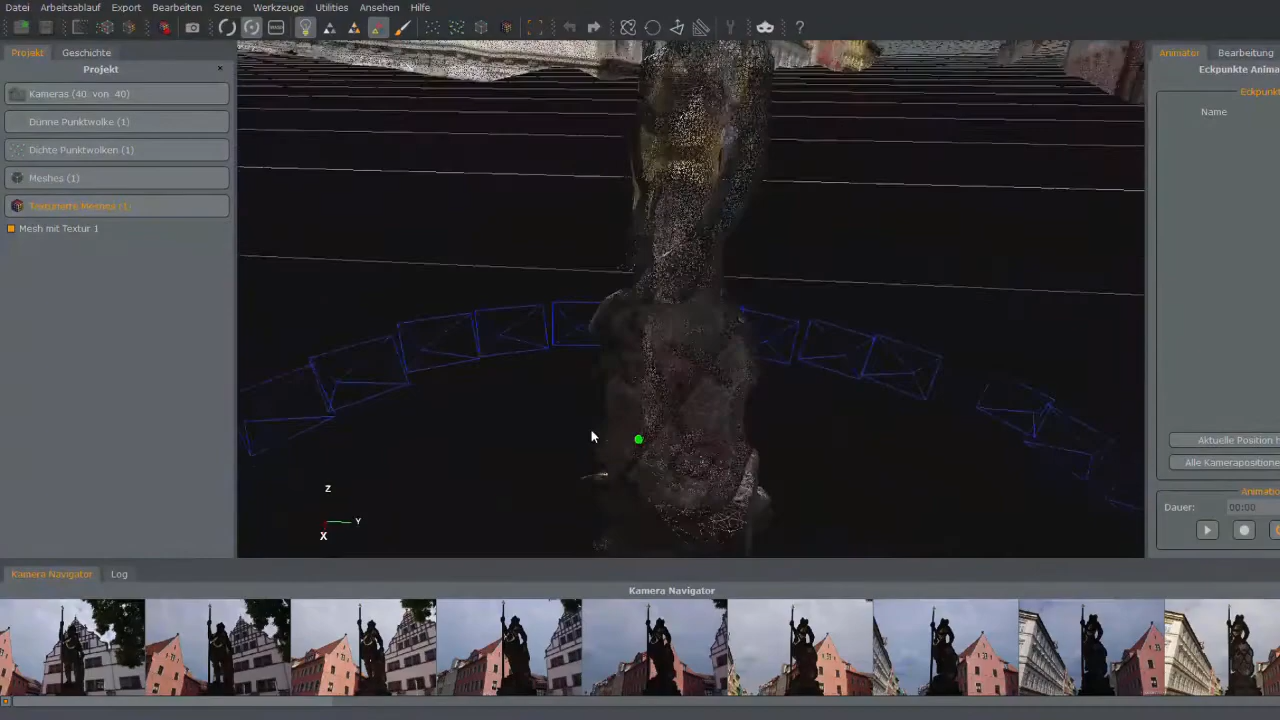 Datei Arbeitsablauf Export Bearbeiten Szene Werkzeuge Utilities Ansehen Hilfe
Projekt Geschichte
Projekt
Kameras (40 von 40)
Dünne Punktwolke (1)
Dichte Punktwolken (1)
Meshes (1)
Texturierte Meshes (1)
Mesh mit Textur 1
Z
Y
X
Animator Bearbeitung
Eckpunkte Anima
Eckpunkt
Name
Aktuelle Position h
Alle Kamerapositione
Animatio
Dauer: 00:00
Kamera Navigator Log
Kamera Navigator